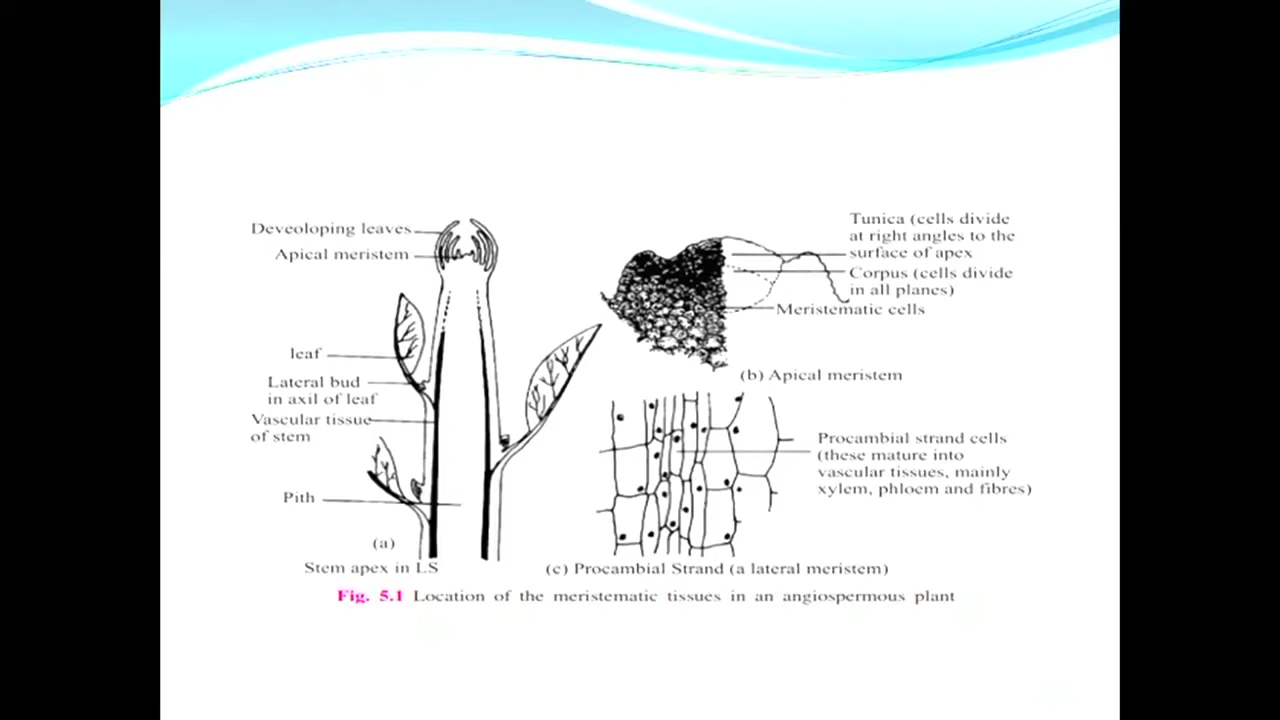 Deveoloping leaves
Apical meristem
leaf
Lateral bud
in axil of leaf
Vascular tissue
of stem
Pith
(a)
Stem apex in LS
Tunica (cells divide
at right angles to the
surface of apex
Corpus (cells divide
in all planes)
Meristematic cells
(b) Apical meristem
Procambial strand cells
(these mature into
vascular tissues, mainly
xylem, phloem and fibres)
(c) Procambial Strand (a lateral meristem)
Fig. 5.1 Location of the meristematic tissues in an angiospermous plant